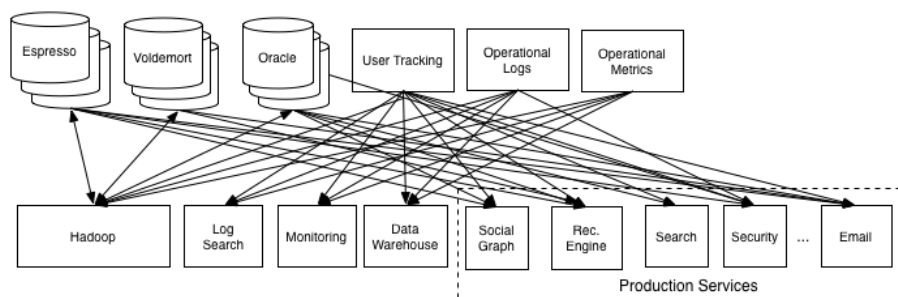 Espresso
Voldemort
Oracle
User Tracking
Operational
Logs
Operational
Metrics
Hadoop
Log
Search
Monitoring
Data
Warehouse
Social
Graph
Rec.
Engine
Search
Security
...
Email
Production Services